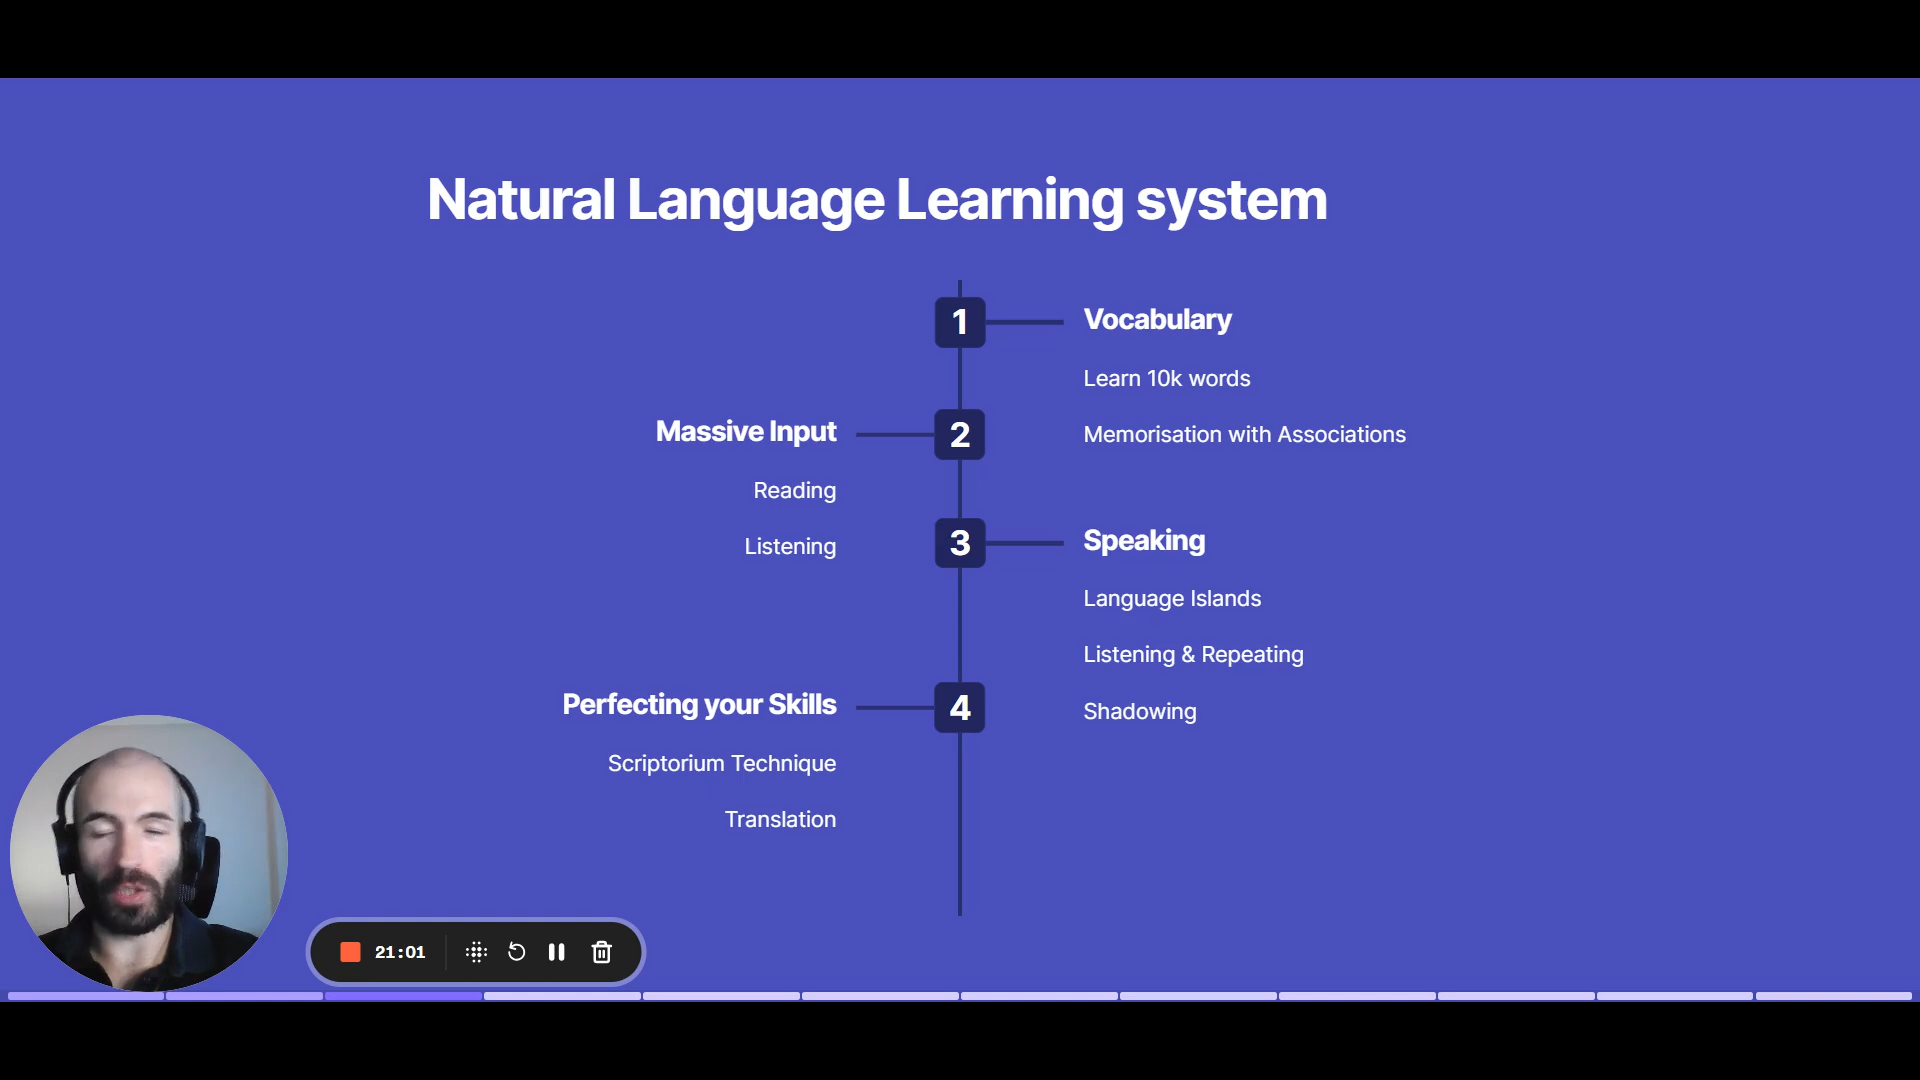 Natural Language Learning system
1
Vocabulary
Learn 10k words
Memorisation with Associations
2
Massive Input
Reading
Listening
3
Speaking
Language Islands
Listening & Repeating
Shadowing
4
Perfecting your Skills
Scriptorium Technique
Translation
21:01